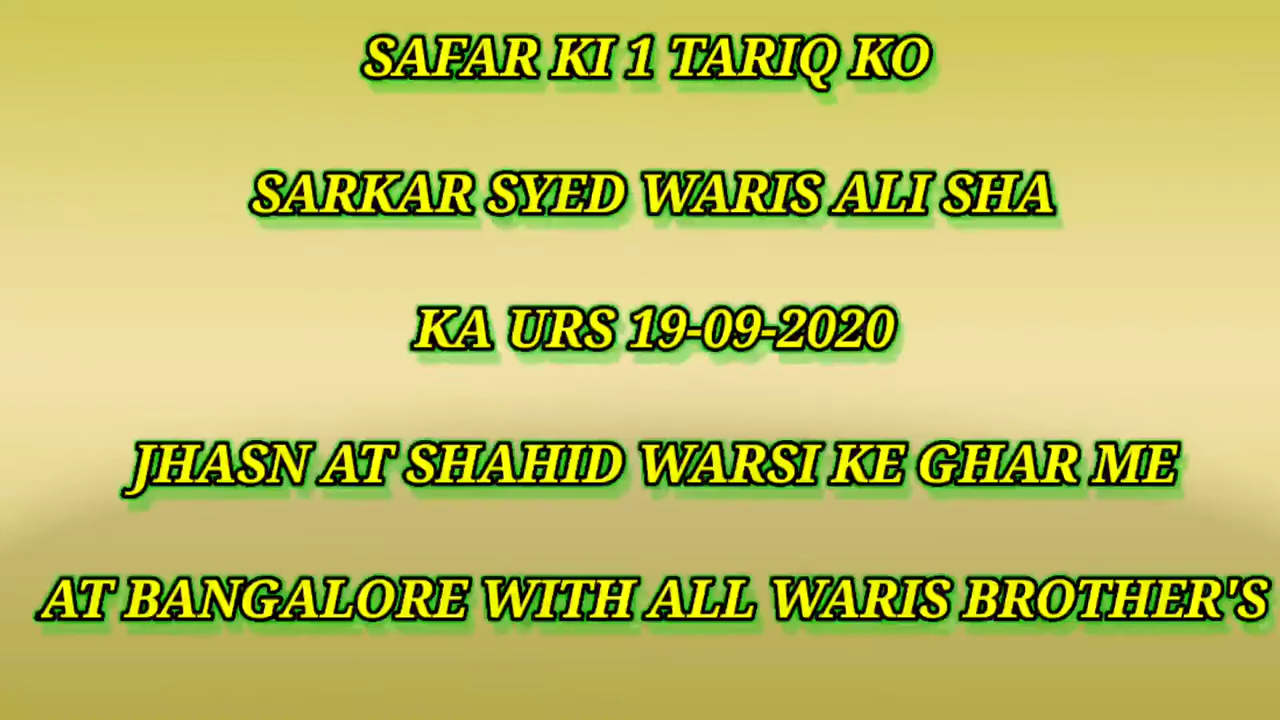 SAFAR KI 1 TARIQ KO
SARKAR SYED WARIS ALI SHA
KA URS 19-09-2020
JHASN AT SHAHID WARSI KE GHAR ME
AT BANGALORE WITH ALL WARIS BROTHER'S